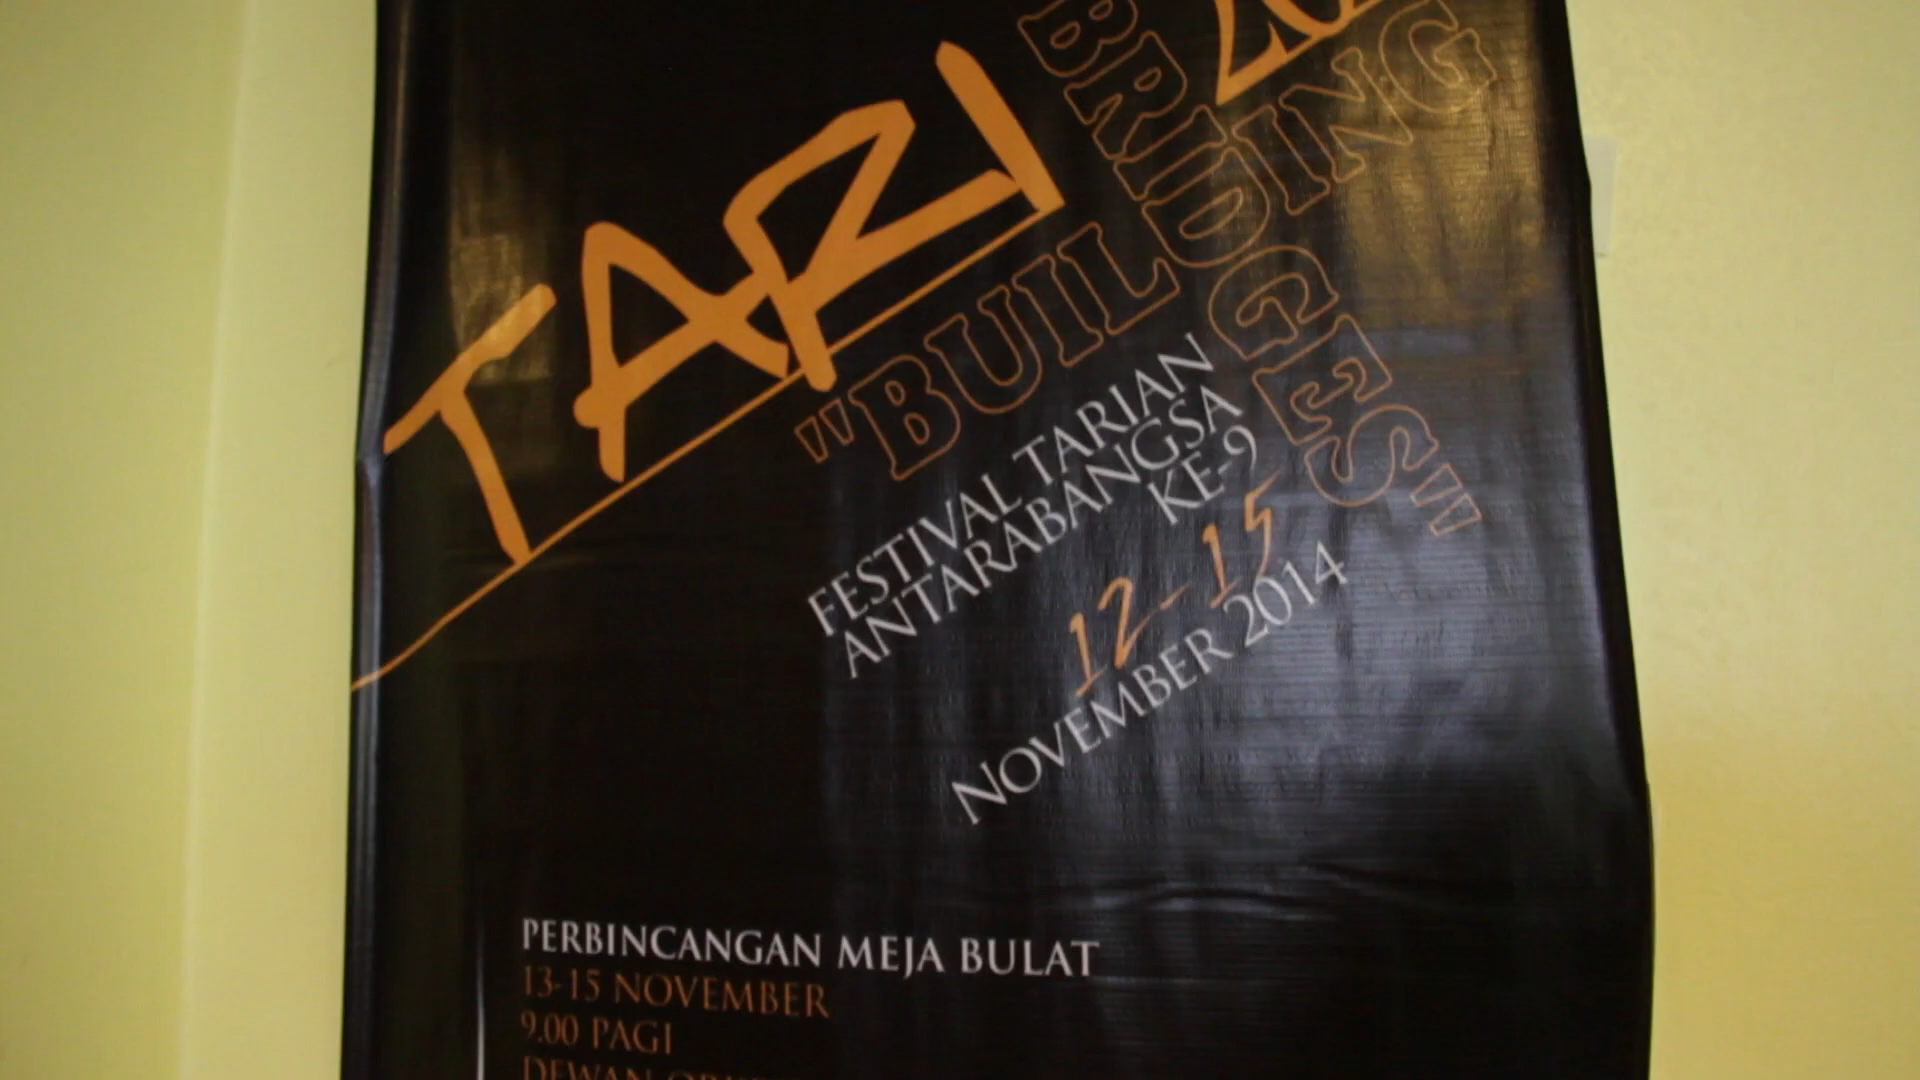 TARI
"BUILDING
BRIDGES"
FESTIVAL TARIAN
ANTARABANGSA
KE-9
12-15
NOVEMBER 2014
PERBINCANGAN MEJA BULAT
13-15 NOVEMBER
9.00 PAGI
DEWAN